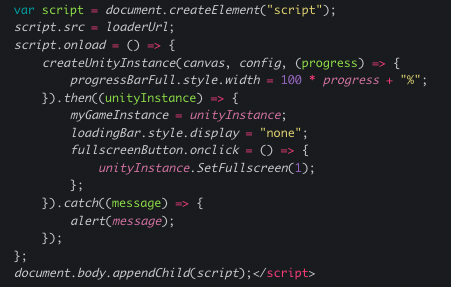 var script = document.createElement("script");
script.src = loaderUrl;
script.onload = () => {
createUnityInstance(canvas, config, (progress) => {
progressBarFull.style.width = 100 * progress + "%";
}).then((unityInstance) => {
myGameInstance = unityInstance;
loadingBar.style.display = "none";
fullscreenButton.onclick = () => {
unityInstance.SetFullscreen(1);
};
}).catch((message) => {
alert(message);
});
};
document.body.appendChild(script);</script>